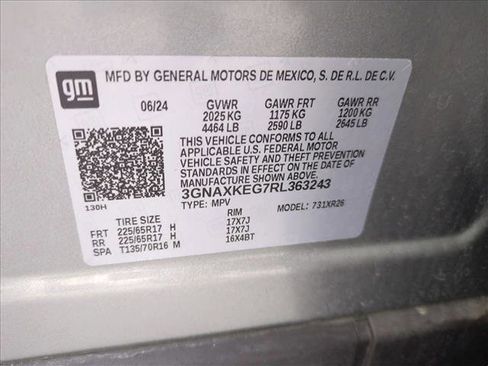 gm
MFD BY GENERAL MOTORS DE MEXICO, S. DE R.L. DE C.V.
06/24 GVWR GAWR FRT GAWR RR
2025 KG 1175 KG 1200 KG
4464 LB 2590 LB 2645 LB
THIS VEHICLE CONFORMS TO ALL
APPLICABLE U.S. FEDERAL MOTOR
VEHICLE SAFETY AND THEFT PREVENTION
STANDARDS IN EFFECT ON THE DATE OF
MANUFACTURE SHOWN ABOVE.
3GNAXKEG7RL363243
130H TYPE: MPV MODEL: 731XR26
TIRE SIZE RIM
FRT 225/65R17 H 17X7J
RR 225/65R17 H 17X7J
SPA T135/70R16 M 16X4BT